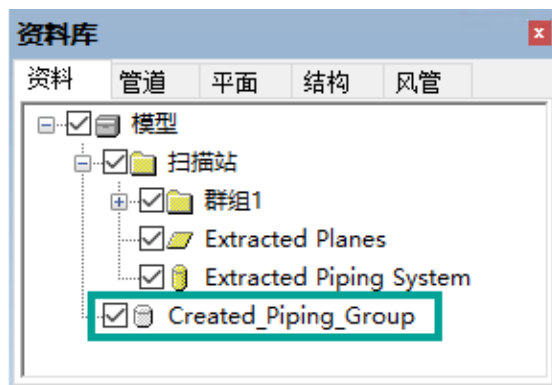 资料库
资料 管道 平面 结构 风管
模型
扫描站
群组1
Extracted Planes
Extracted Piping System
Created_Piping_Group